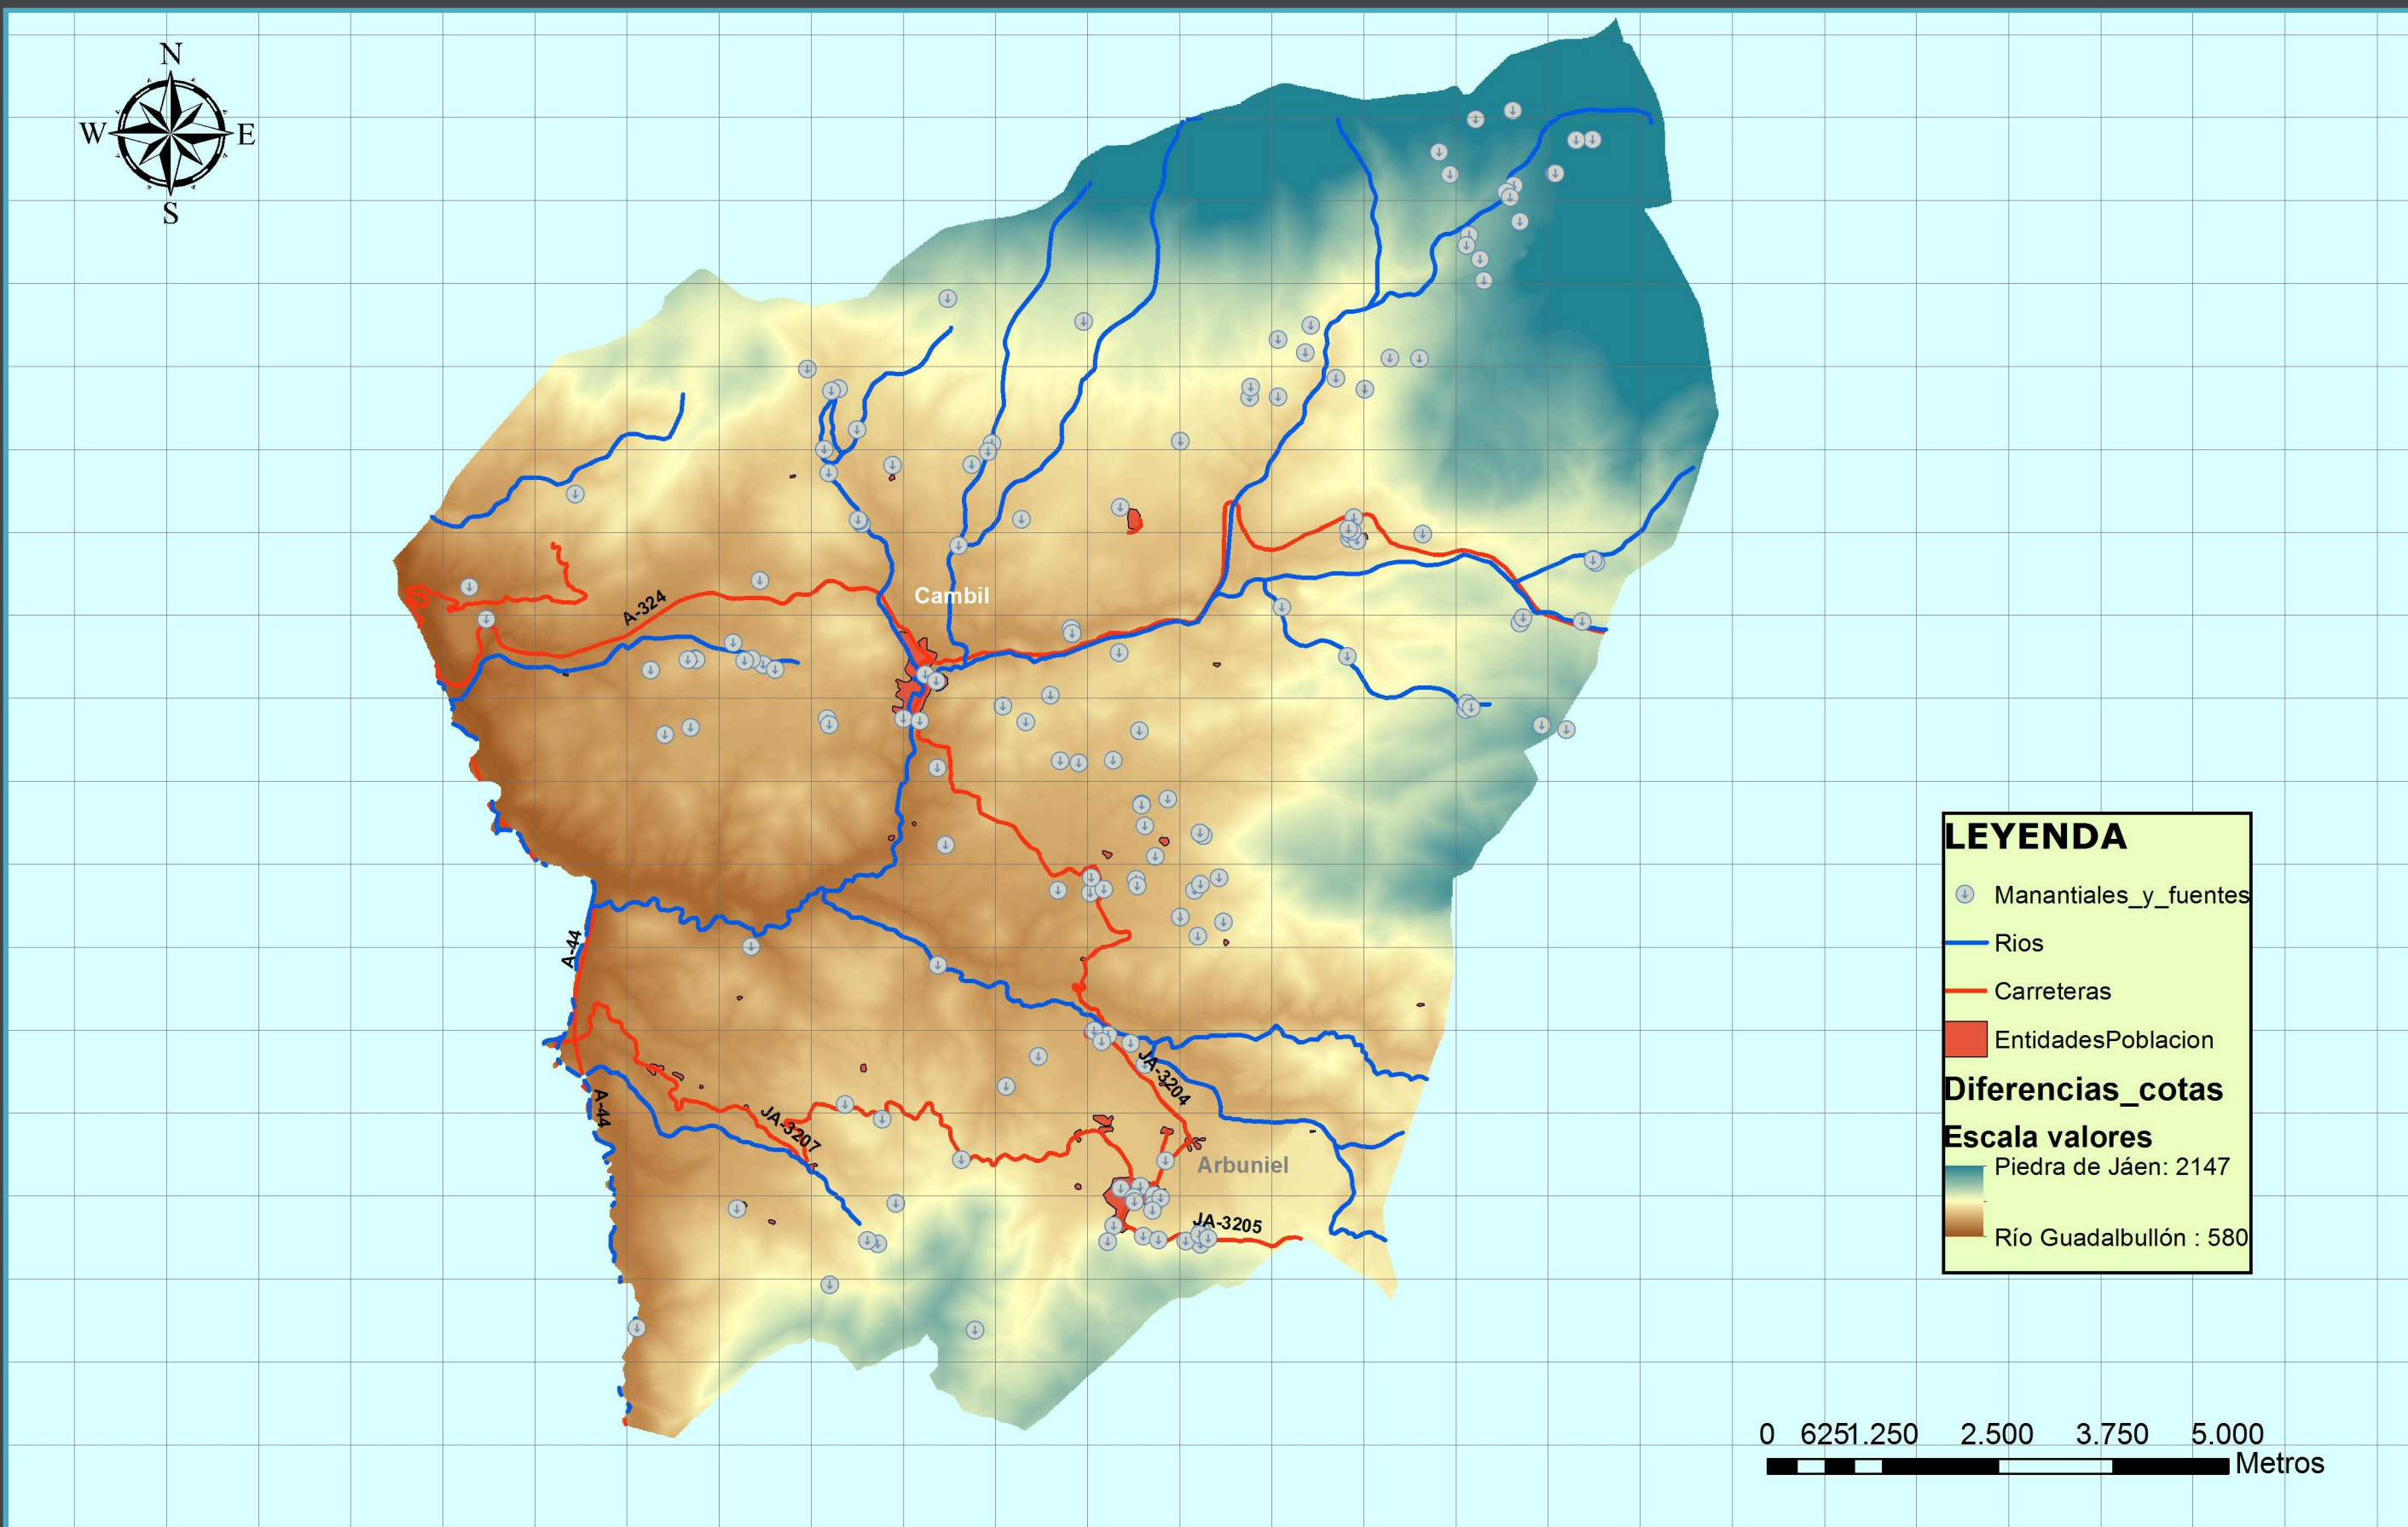 N
W E
S
Cambil
A-324
A-44
A-44
JA-3204
JA-3207
Arbuniel
JA-3205
LEYENDA
Manantiales_y_fuentes
Rios
Carreteras
EntidadesPoblacion
Diferencias_cotas
Escala valores
Piedra de Jáen: 2147
Río Guadalbullón : 580
0 6251.250 2.500 3.750 5.000
Metros